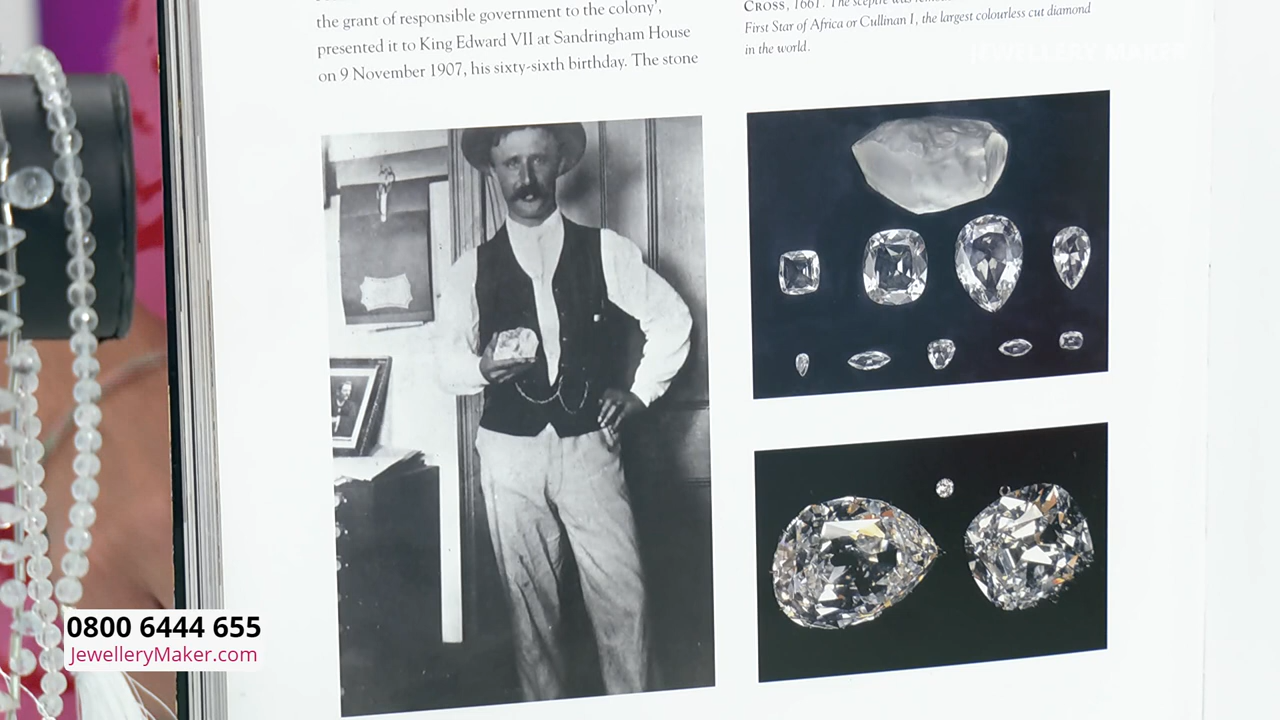 the grant of responsible government to the colony',
presented it to King Edward VII at Sandringham House
on 9 November 1907, his sixty-sixth birthday. The stone
CROSS, 1661. The sceptre was
First Star of Africa or Cullinan I, the largest colourless cut diamond
in the world.
JEWELLERY MAKER
0800 6444 655
JewelleryMaker.com